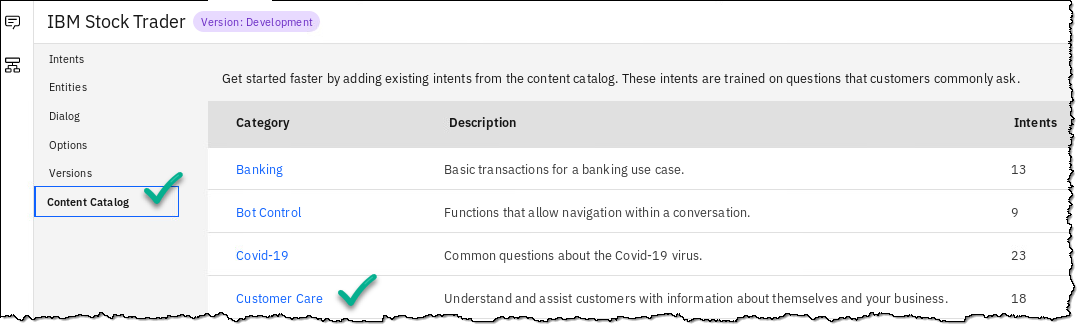 IBM Stock Trader Version: Development
Intents
Entities
Dialog
Options
Versions
Content Catalog
Get started faster by adding existing intents from the content catalog. These intents are trained on questions that customers commonly ask.
Category Description Intents
Banking Basic transactions for a banking use case. 13
Bot Control Functions that allow navigation within a conversation. 9
Covid-19 Common questions about the Covid-19 virus. 23
Customer Care Understand and assist customers with information about themselves and your business. 18